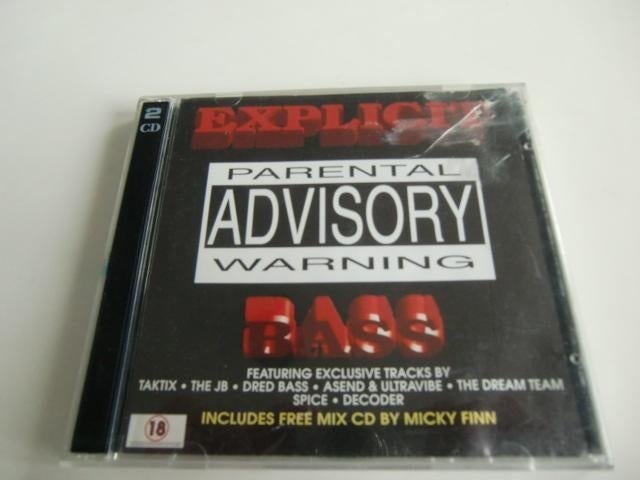 2
CD
EXPLICIT
PARENTAL
ADVISORY
WARNING
BASS
FEATURING EXCLUSIVE TRACKS BY
TAKTIX • THE JB • DRED BASS • ASEND & ULTRAVIBE • THE DREAM TEAM
SPICE • DECODER
INCLUDES FREE MIX CD BY MICKY FINN
18